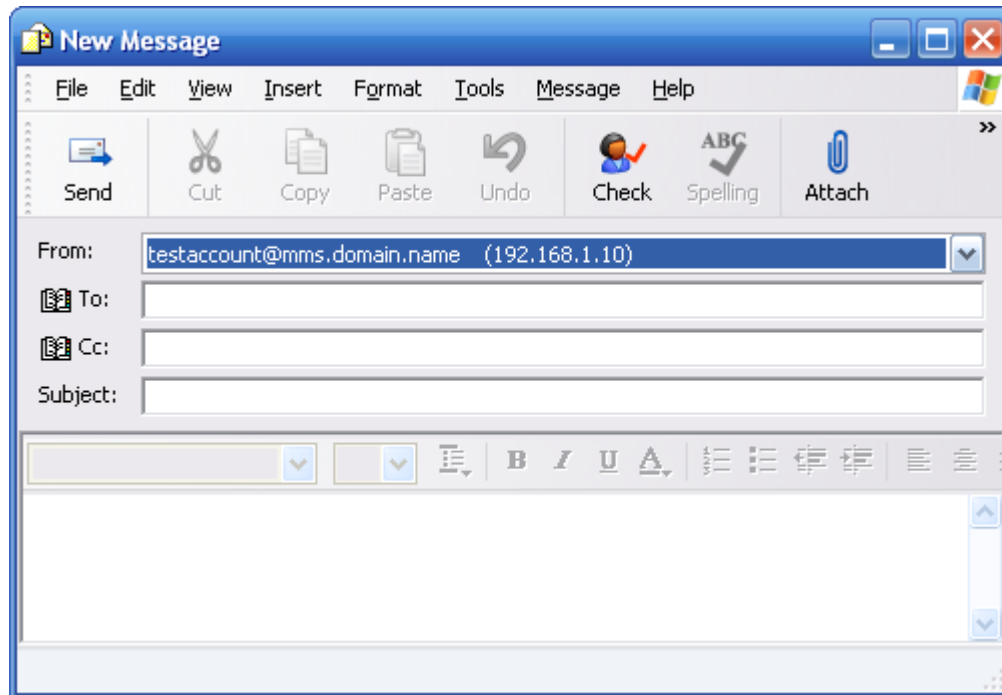 New Message
File Edit View Insert Format Tools Message Help
Send Cut Copy Paste Undo Check ABC Spelling Attach »
From: testaccount@mms.domain.name (192.168.1.10)
To:
Cc:
Subject:
B I U A